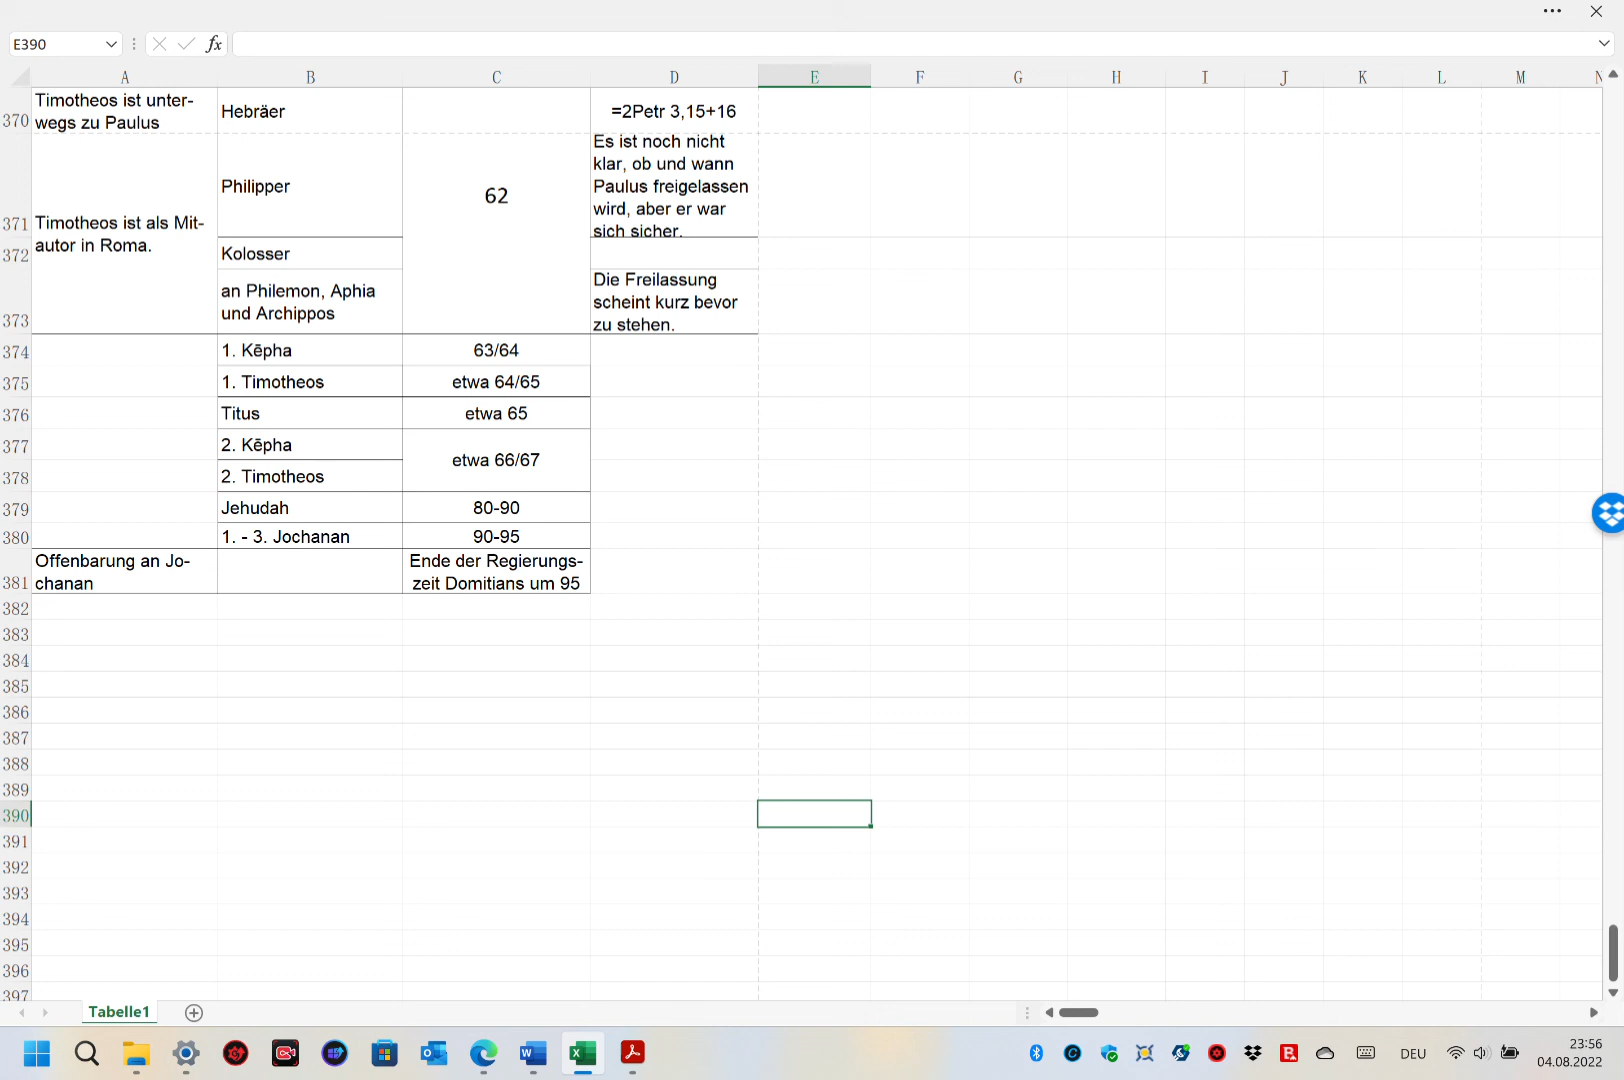 E390
fx
A B C D E F G H I J K L M N
370 Timotheos ist unter-
wegs zu Paulus
Hebräer
=2Petr 3,15+16
371 Timotheos ist als Mit-
autor in Roma.
Philipper
62
Es ist noch nicht
klar, ob und wann
Paulus freigelassen
wird, aber er war
sich sicher.
372 Kolosser
373 an Philemon, Aphia
und Archippos
Die Freilassung
scheint kurz bevor
zu stehen.
374 1. Kēpha 63/64
375 1. Timotheos etwa 64/65
376 Titus etwa 65
377 2. Kēpha etwa 66/67
378 2. Timotheos
379 Jehudah 80-90
380 1. - 3. Jochanan 90-95
381 Offenbarung an Jo-
chanan
Ende der Regierungs-
zeit Domitians um 95
382
383
384
385
386
387
388
389
390
391
392
393
394
395
396
397
Tabelle1
DEU
23:56
04.08.2022